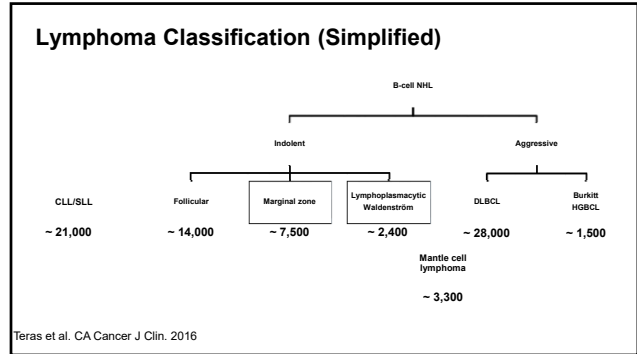 Lymphoma Classification (Simplified)
B-cell NHL
Indolent
Aggressive
CLL/SLL
~ 21,000
Follicular
~ 14,000
Marginal zone
~ 7,500
Lymphoplasmacytic
Waldenström
~ 2,400
DLBCL
~ 28,000
Burkitt
HGBCL
~ 1,500
Mantle cell
lymphoma
~ 3,300
Teras et al. CA Cancer J Clin. 2016